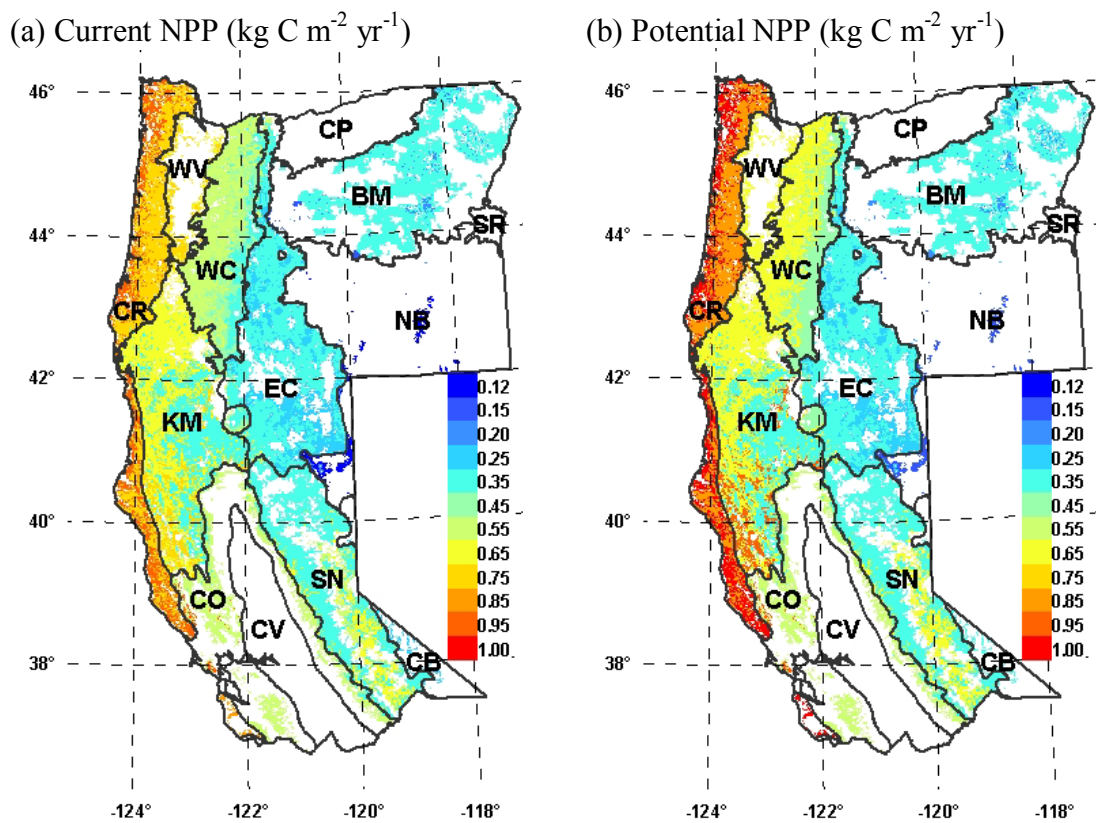 (a) Current NPP (kg C m-2 yr-1)
(b) Potential NPP (kg C m-2 yr-1)
46°
44°
42°
40°
38°
CP
WV
BM
SR
WC
CR
NB
EC
KM
SN
CO
CV
CB
0.12
0.15
0.20
0.25
0.35
0.45
0.55
0.65
0.75
0.85
0.95
1.00
-124°
-122°
-120°
-118°
46°
44°
42°
40°
38°
CP
WV
BM
SR
WC
CR
NB
EC
KM
SN
CO
CV
CB
0.12
0.15
0.20
0.25
0.35
0.45
0.55
0.65
0.75
0.85
0.95
1.00
-124°
-122°
-120°
-118°